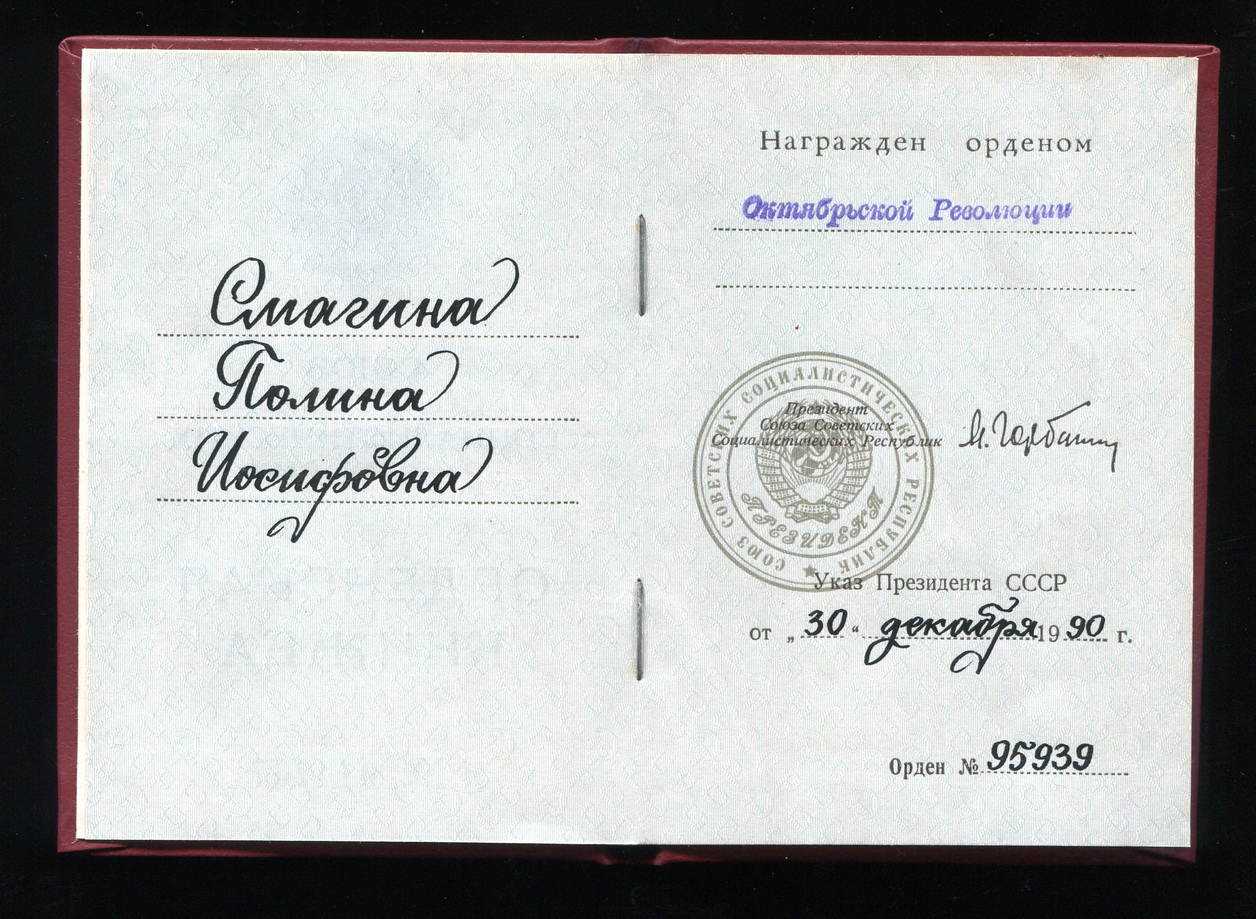 Смагина
Полина
Иосифовна
Награжден орденом
Октябрьской Революции
СОЮЗ СОВЕТСКИХ СОЦИАЛИСТИЧЕСКИХ РЕСПУБЛИК
Президент
Союза Советских
Социалистических Республик
М. Горбачев
ПРЕЗИДЕНТ
Указ Президента СССР
от „30“ декабря 1990 г.
Орден № 95939